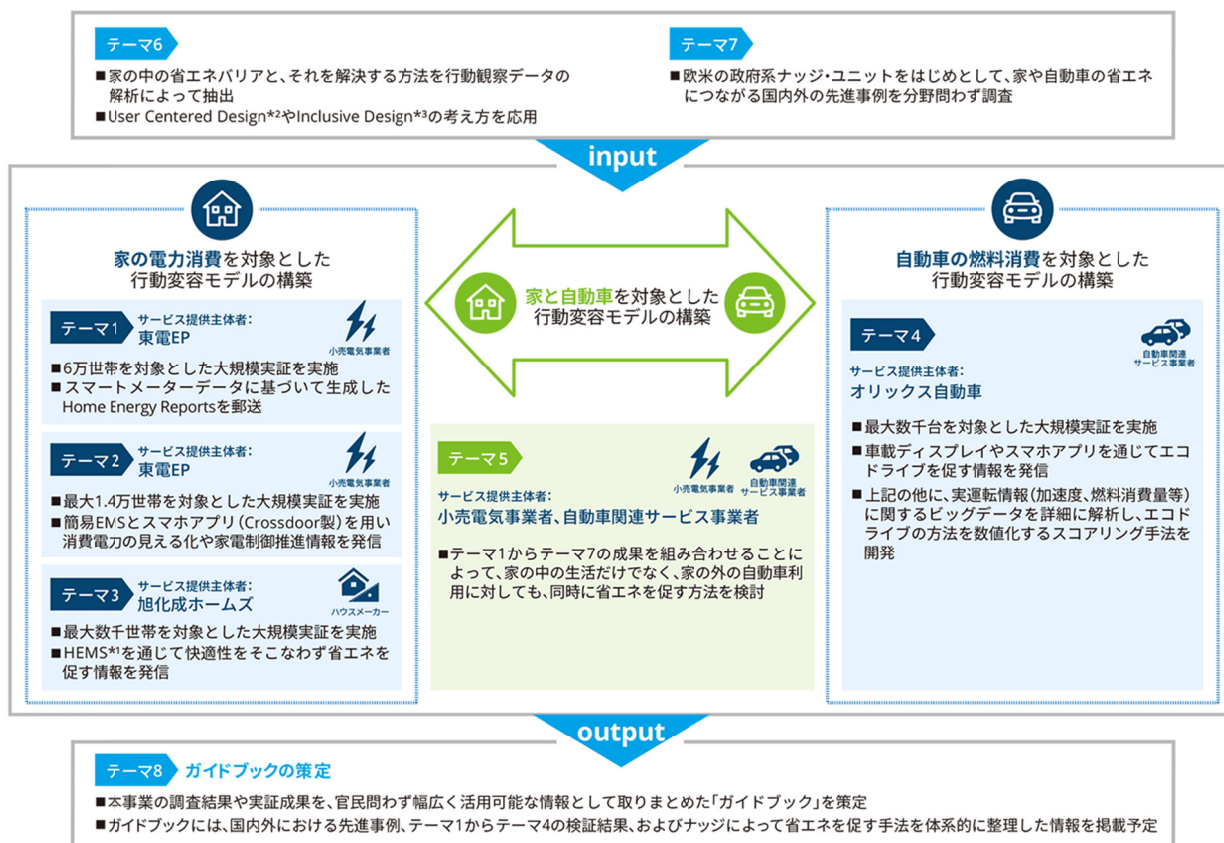 テーマ6
■家の中の省エネバリアと、それを解決する方法を行動観察データの
解析によって抽出
■User Centered Design*2やInclusive Design*3の考え方を応用
テーマ7
■欧米の政府系ナッジ・ユニットをはじめとして、家や自動車の省エネ
につながる国内外の先進事例を分野問わず調査
input
家の電力消費を対象とした
行動変容モデルの構築
テーマ1
サービス提供主体者:
東電EP
小売電気事業者
■6万世帯を対象とした大規模実証を実施
■スマートメーターデータに基づいて生成した
Home Energy Reportsを郵送
テーマ2
サービス提供主体者:
東電EP
小売電気事業者
■最大1.4万世帯を対象とした大規模実証を実施
■簡易EMSとスマホアプリ(Crossdoor製)を用い
消費電力の見える化や家電制御推進情報を発信
テーマ3
サービス提供主体者:
旭化成ホームズ
ハウスメーカー
■最大数千世帯を対象とした大規模実証を実施
■HEMS*1を通じて快適性をそこなわず省エネを
促す情報を発信
家と自動車を対象とした
行動変容モデルの構築
テーマ5
小売電気事業者
自動車関連
サービス事業者
サービス提供主体者:
小売電気事業者、自動車関連サービス事業者
■テーマ1からテーマ7の成果を組み合わせることに
よって、家の中の生活だけでなく、家の外の自動車利
用に対しても、同時に省エネを促す方法を検討
自動車の燃料消費を対象とした
行動変容モデルの構築
テーマ4
自動車関連
サービス事業者
サービス提供主体者:
オリックス自動車
■最大数千台を対象とした大規模実証を実施
■車載ディスプレイやスマホアプリを通じてエコ
ドライブを促す情報を発信
■上記の他に、実運転情報(加速度、燃料消費量等)
に関するビッグデータを詳細に解析し、エコド
ライブの方法を数値化するスコアリング手法を
開発
output
テーマ8
ガイドブックの策定
■本事業の調査結果や実証成果を、官民問わず幅広く活用可能な情報として取りまとめた「ガイドブック」を策定
■ガイドブックには、国内外における先進事例、テーマ1からテーマ4の検証結果、およびナッジによって省エネを促す手法を体系的に整理した情報を掲載予定